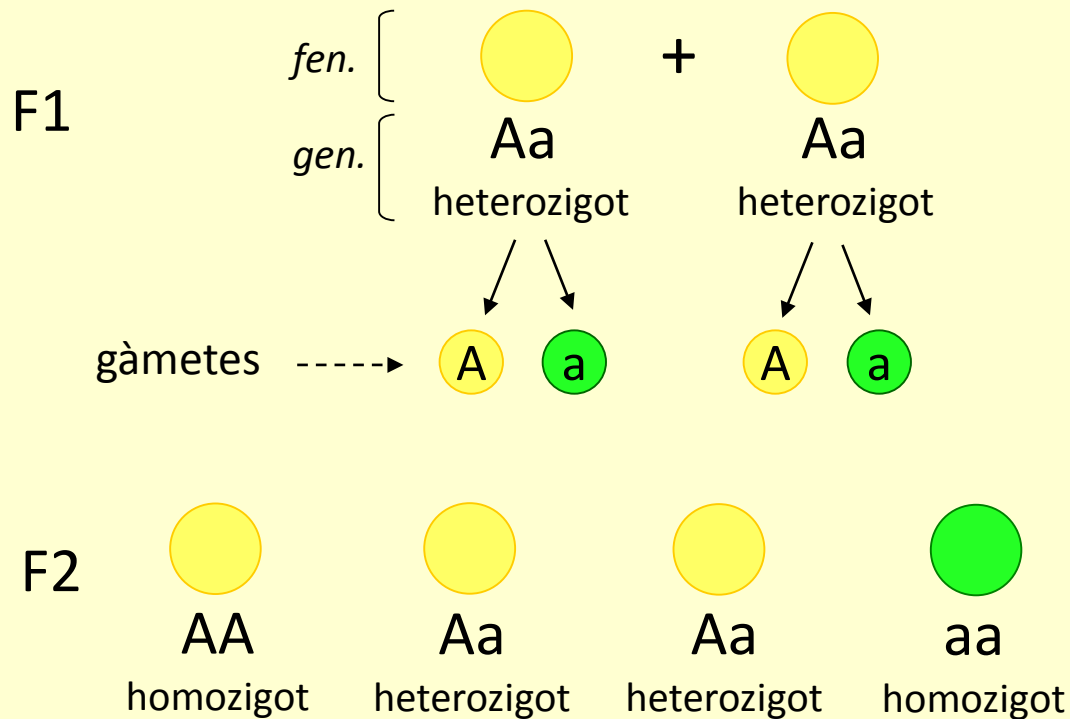 fen.
+
F1
gen.
Aa
Aa
heterozigot
heterozigot
gàmetes
A
a
A
a
F2
AA
Aa
Aa
aa
homozigot
heterozigot
heterozigot
homozigot